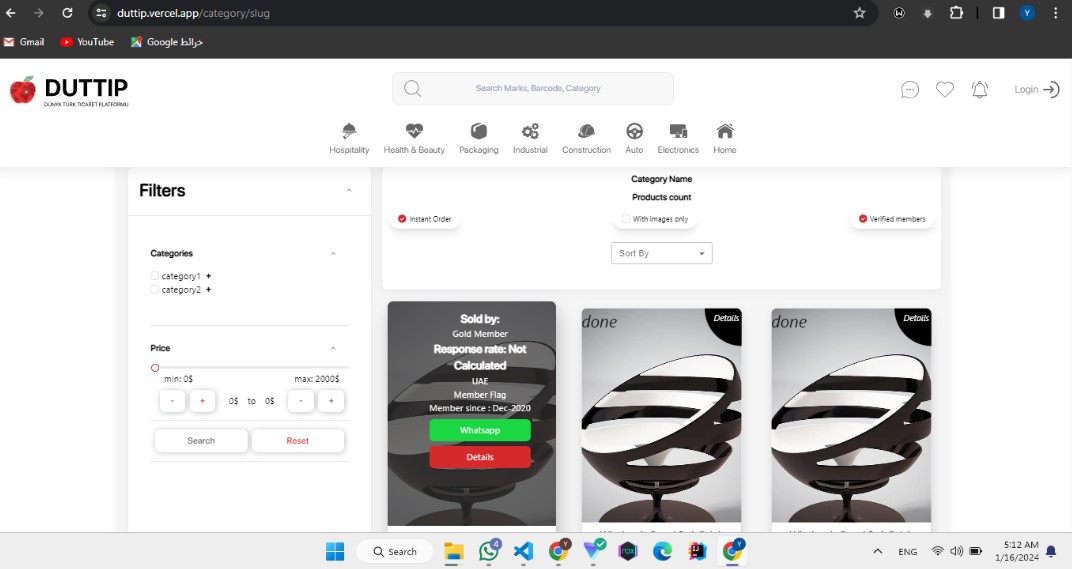 duttip.vercel.app/category/slug
Y
Gmail
YouTube
خرائط Google
DUTTIP
DÜNYA TÜRK TICARET PLATFORMU
Search Marks, Barcode, Category
Login
Hospitality
Health & Beauty
Packaging
Industrial
Construction
Auto
Electronics
Home
Filters
Categories
category1 +
category2 +
Price
min: 0$
max: 2000$
- + 0$ to 0$ - +
Search
Reset
Category Name
Products count
Instant Order
With images only
Verified members
Sort By
Sold by:
Gold Member
Response rate: Not
Calculated
UAE
Member Flag
Member since : Dec-2020
Whatsapp
Details
done
Details
done
Details
Search
4
Y
Y
ENG
5:12 AM
1/16/2024